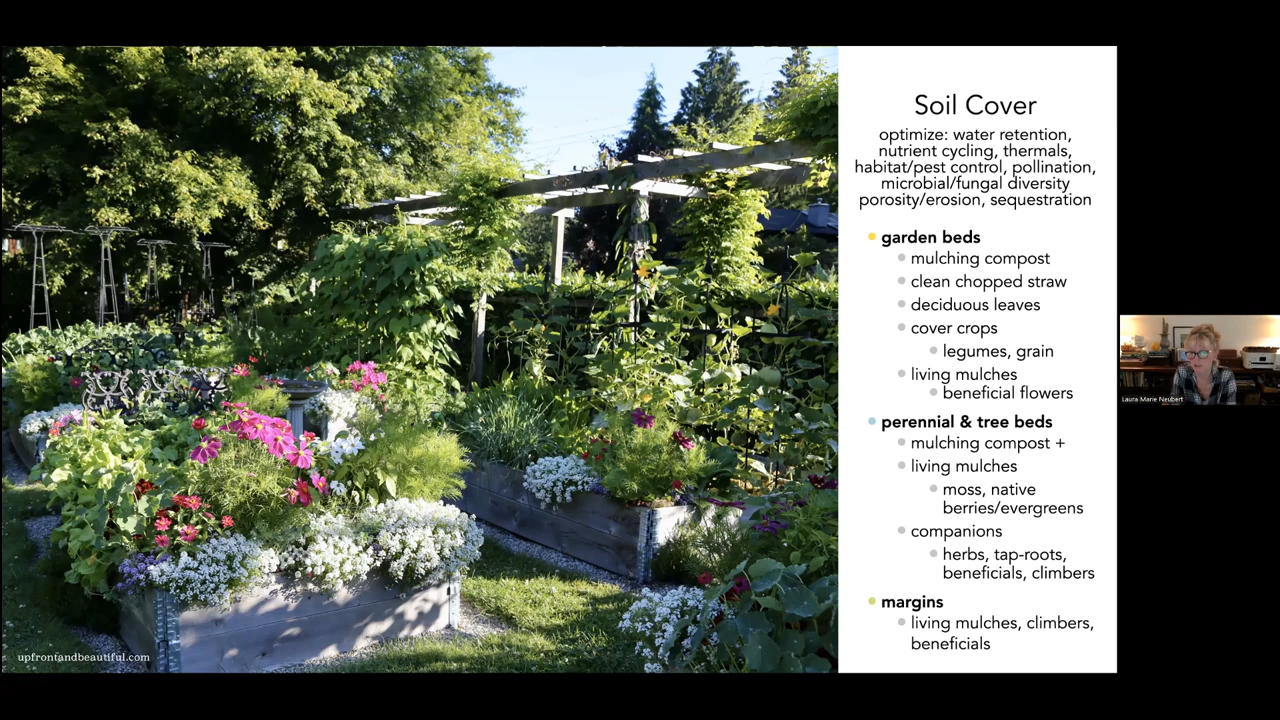 Soil Cover
optimize: water retention,
nutrient cycling, thermals,
habitat/pest control, pollination,
microbial/fungal diversity
porosity/erosion, sequestration
garden beds
mulching compost
clean chopped straw
deciduous leaves
cover crops
legumes, grain
living mulches
beneficial flowers
perennial & tree beds
mulching compost +
living mulches
moss, native
berries/evergreens
companions
herbs, tap-roots,
beneficials, climbers
margins
living mulches, climbers,
beneficials
upfrontandbeautiful.com
Laura Marie Neubert